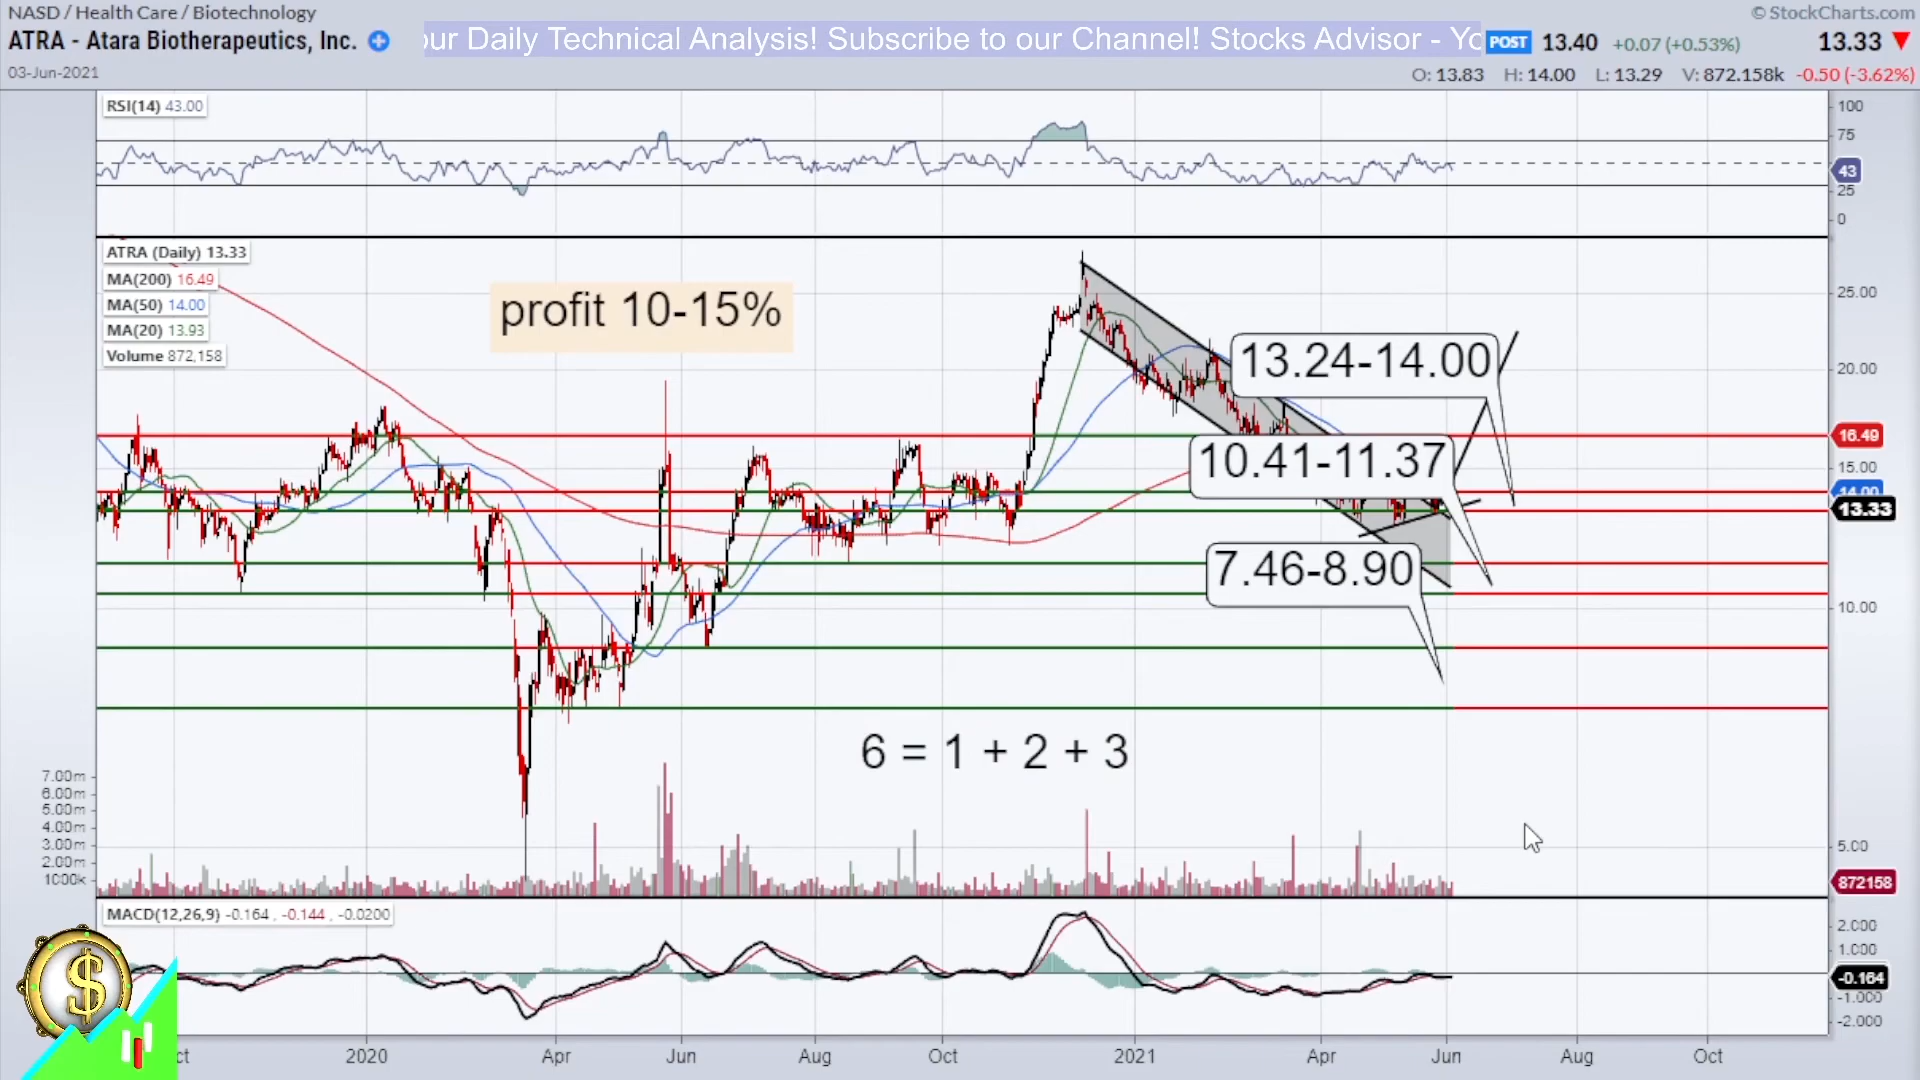 NASD / Health Care / Biotechnology
© StockCharts.com
ATRA - Atara Biotherapeutics, Inc.
our Daily Technical Analysis! Subscribe to our Channel! Stocks Advisor - Yo
POST 13.40 +0.07 (+0.53%) 13.33
03-Jun-2021
O: 13.83 H: 14.00 L: 13.29 V: 872.158k -0.50 (-3.62%)
RSI(14) 43.00
100
75
43
25
0
ATRA (Daily) 13.33
MA(200) 16.49
MA(50) 14.00
MA(20) 13.93
Volume 872,158
profit 10-15%
13.24-14.00
10.41-11.37
7.46-8.90
6 = 1 + 2 + 3
25.00
20.00
16.49
15.00
14.00
13.33
10.00
5.00
872158
7.00m
6.00m
5.00m
4.00m
3.00m
2.00m
1000k
MACD(12,26,9) -0.164 , -0.144 , -0.0200
2.000
1.000
-0.164
-1.000
-2.000
$
ct 2020 Apr Jun Aug Oct 2021 Apr Jun Aug Oct